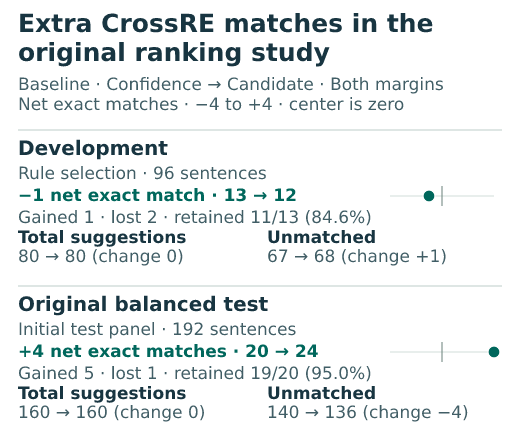 Extra CrossRE matches in the
original ranking study
Baseline · Confidence → Candidate · Both margins
Net exact matches · −4 to +4 · center is zero
Development
Rule selection · 96 sentences
−1 net exact match · 13 → 12
Gained 1 · lost 2 · retained 11/13 (84.6%)
Total suggestions Unmatched
80 → 80 (change 0) 67 → 68 (change +1)
Original balanced test
Initial test panel · 192 sentences
+4 net exact matches · 20 → 24
Gained 5 · lost 1 · retained 19/20 (95.0%)
Total suggestions Unmatched
160 → 160 (change 0) 140 → 136 (change −4)